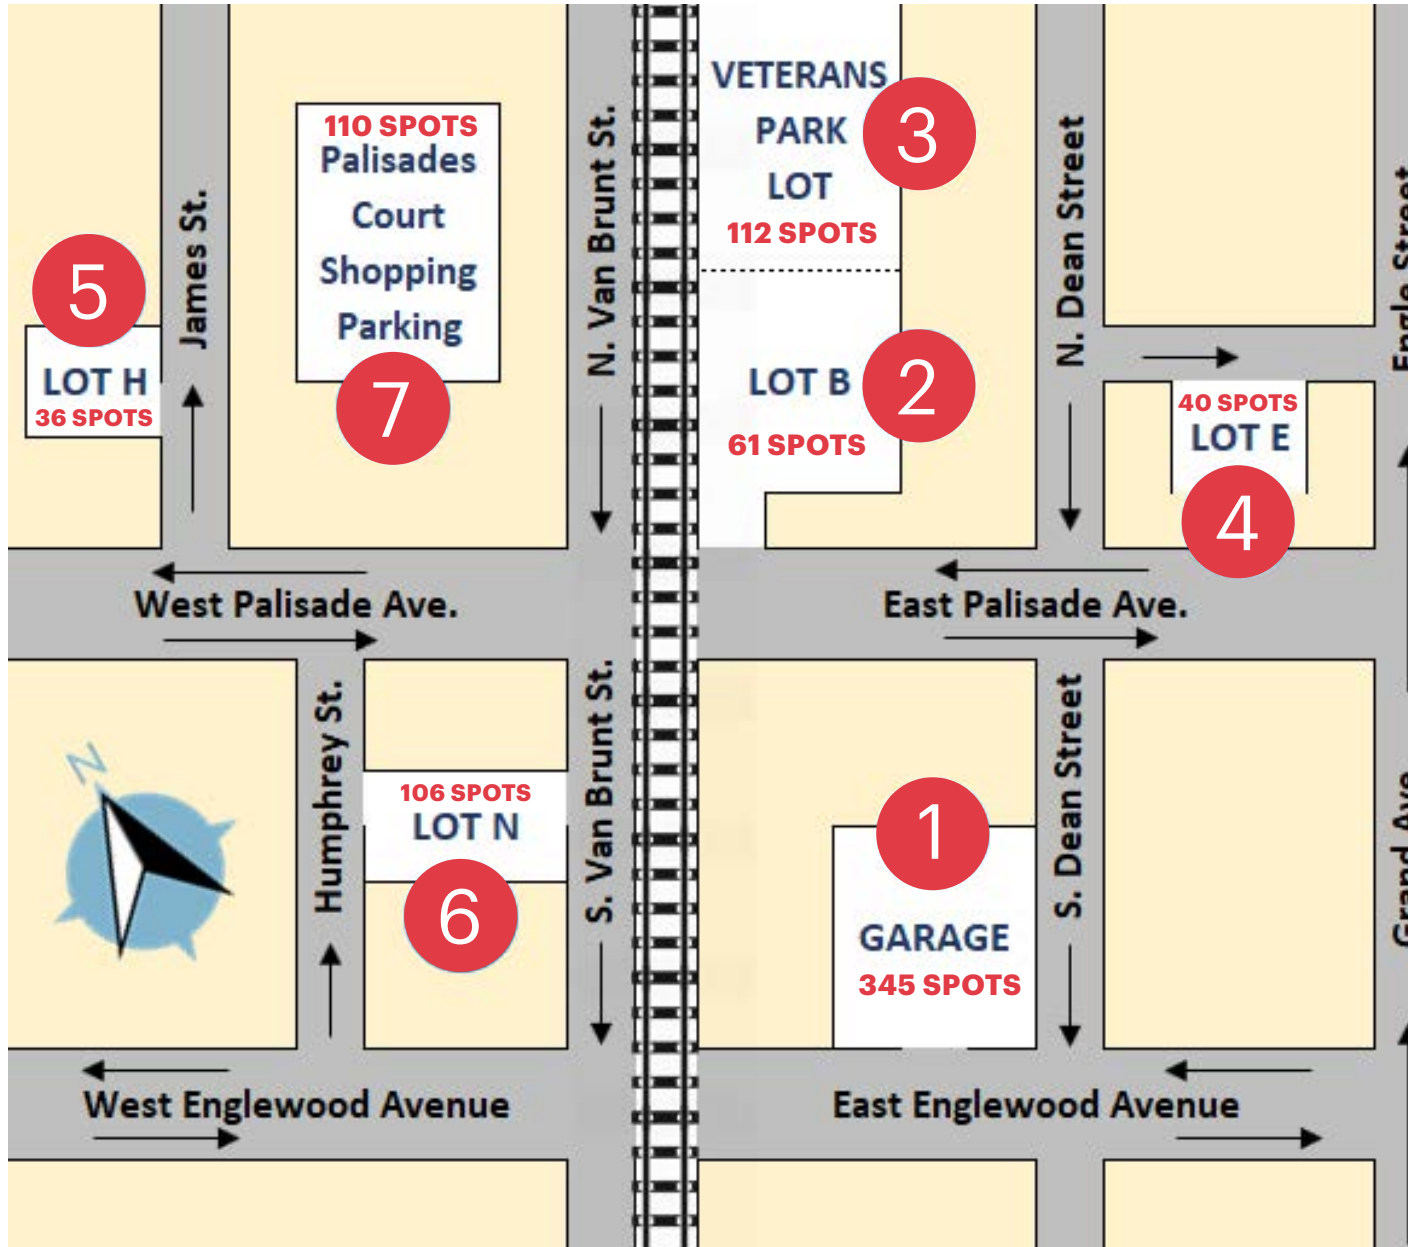 110 SPOTS
Palisades
Court
Shopping
Parking
7
5
LOT H
36 SPOTS
James St.
N. Van Brunt St.
VETERANS
PARK
LOT
112 SPOTS
3
LOT B
61 SPOTS
2
N. Dean Street
Engle Street
40 SPOTS
LOT E
4
West Palisade Ave.
East Palisade Ave.
N
Humphrey St.
106 SPOTS
LOT N
6
S. Van Brunt St.
1
GARAGE
345 SPOTS
S. Dean Street
Grand Ave
West Englewood Avenue
East Englewood Avenue